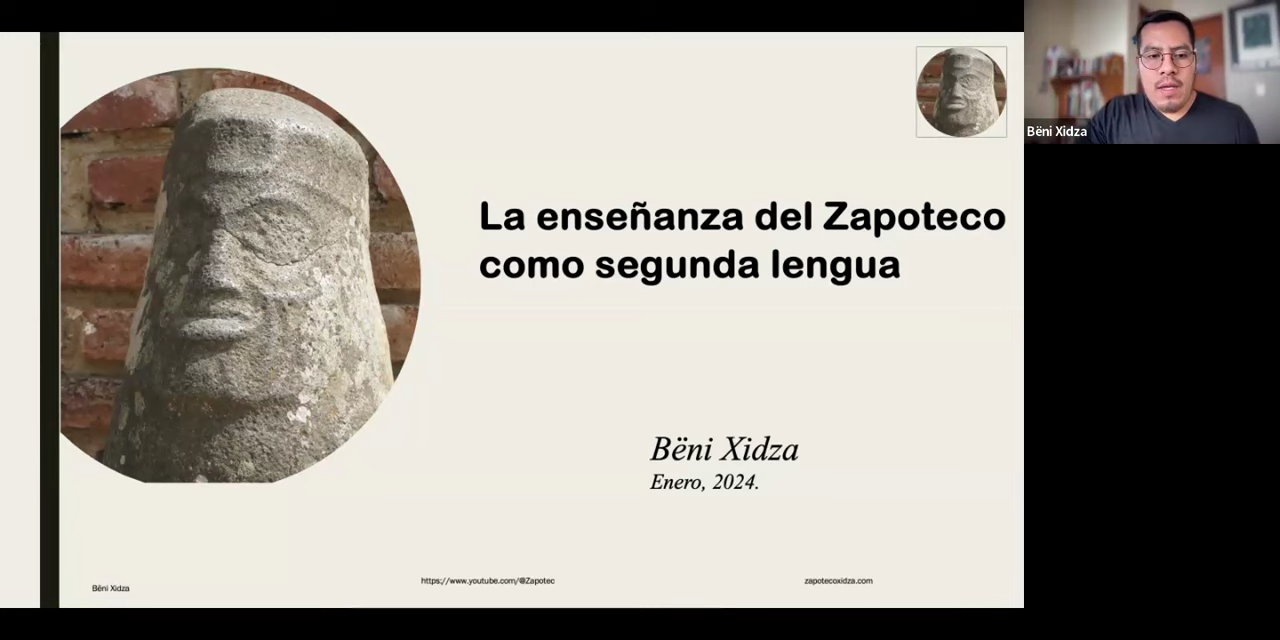 La enseñanza del Zapoteco
como segunda lengua
Bëni Xidza
Enero, 2024.
Bëni Xidza
https://www.youtube.com/@Zapotec
zapotecoxidza.com
Bëni Xidza